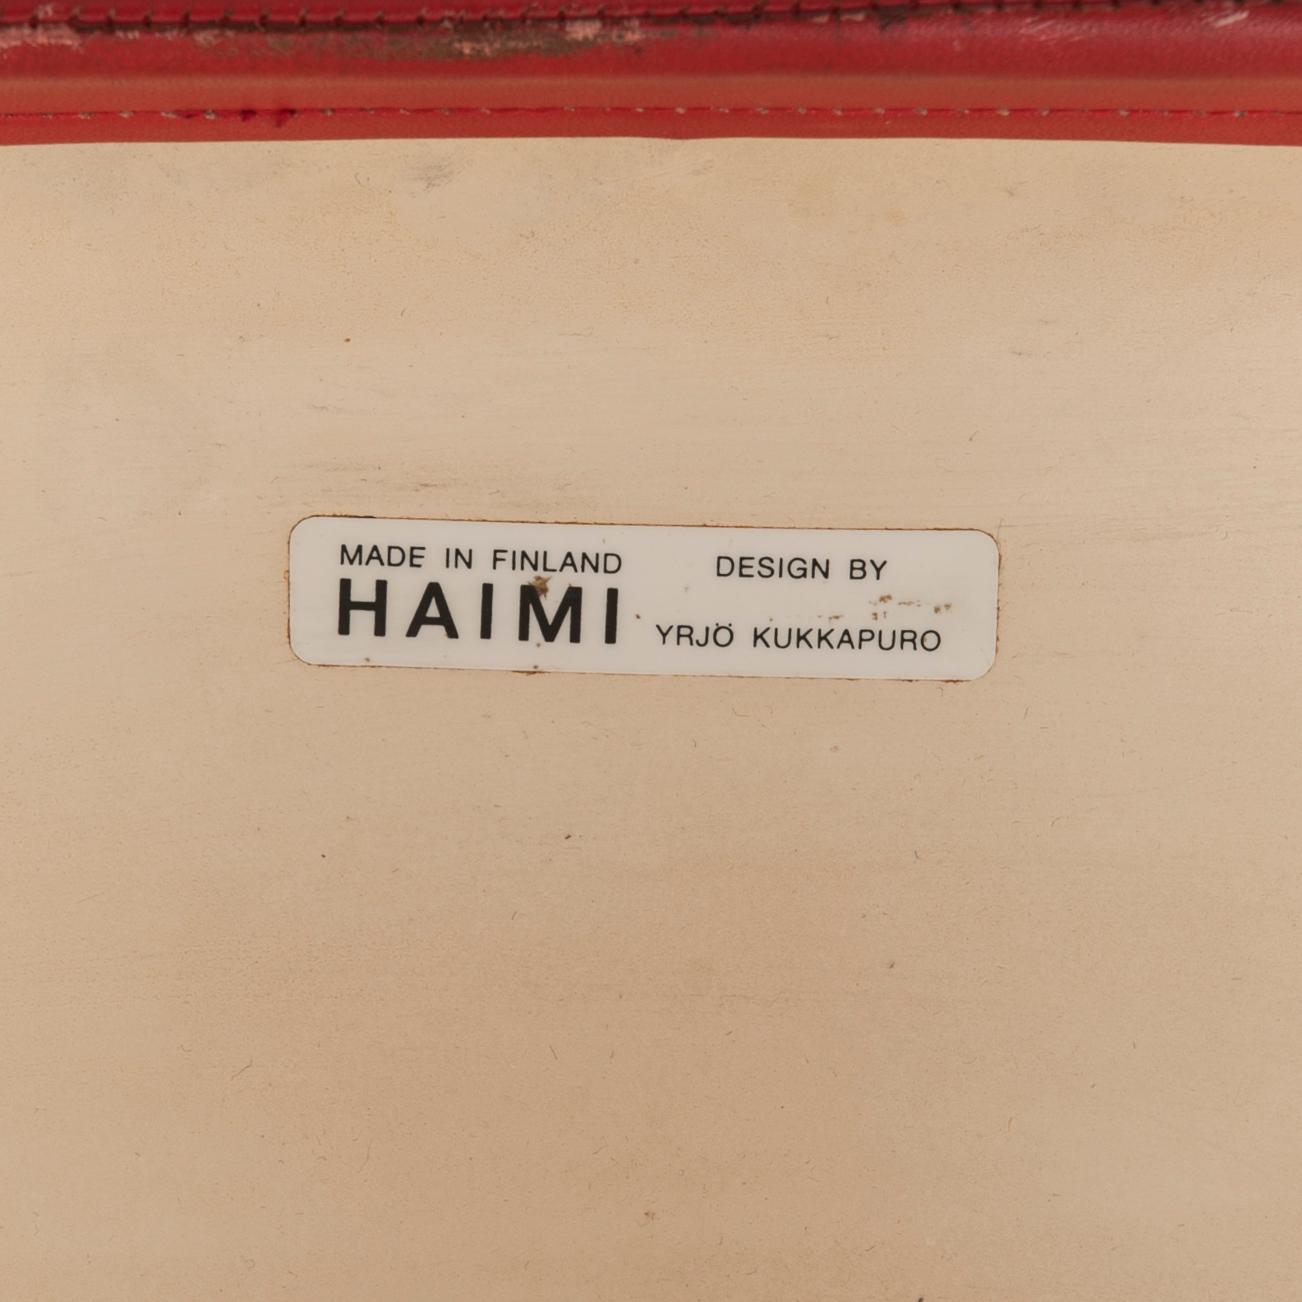 MADE IN FINLAND
HAIMI
DESIGN BY
YRJÖ KUKKAPURO